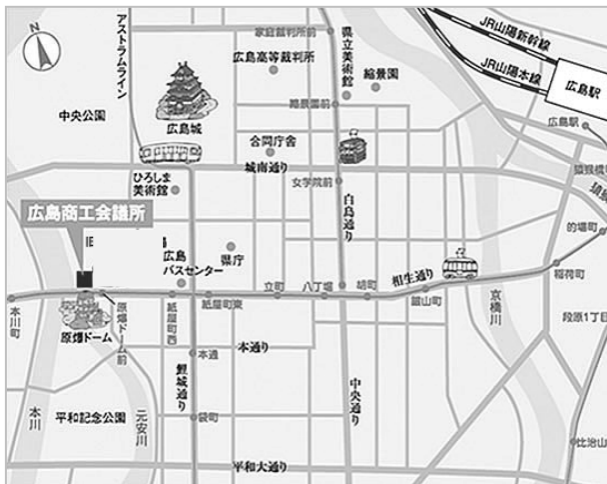 JR山陽新幹線
JR山陽本線
広島駅
広島駅
家庭裁判所前
県立美術館
アストラムライン
広島高等裁判所
縮景園
中央公園
広島城
縮景園前
合同庁舎
城南通り
猿猴橋町
ひろしま
美術館
女学院前
白島通り
広島商工会議所
的場町
広島
バスセンター
県庁
相生通り
稲荷町
本川町
原爆ドーム前
紙屋町西
紙屋町東
立町
八丁堀
胡町
銀山町
京橋川
段原1丁目
原爆ドーム
本通
本通り
鯉城通り
中央通り
本川
平和記念公園
元安川
袋町
比治山
平和大通り